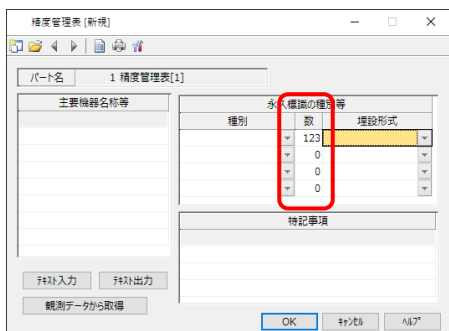 精度管理表 [新規]
パート名 1 精度管理表[1]
主要機器名称等
永久標識の種別等
種別 数 埋設形式
123
0
0
0
特記事項
ﾃｷｽﾄ入力 ﾃｷｽﾄ出力
観測データから取得
OK ｷｬﾝｾﾙ ﾍﾙﾌﾟ